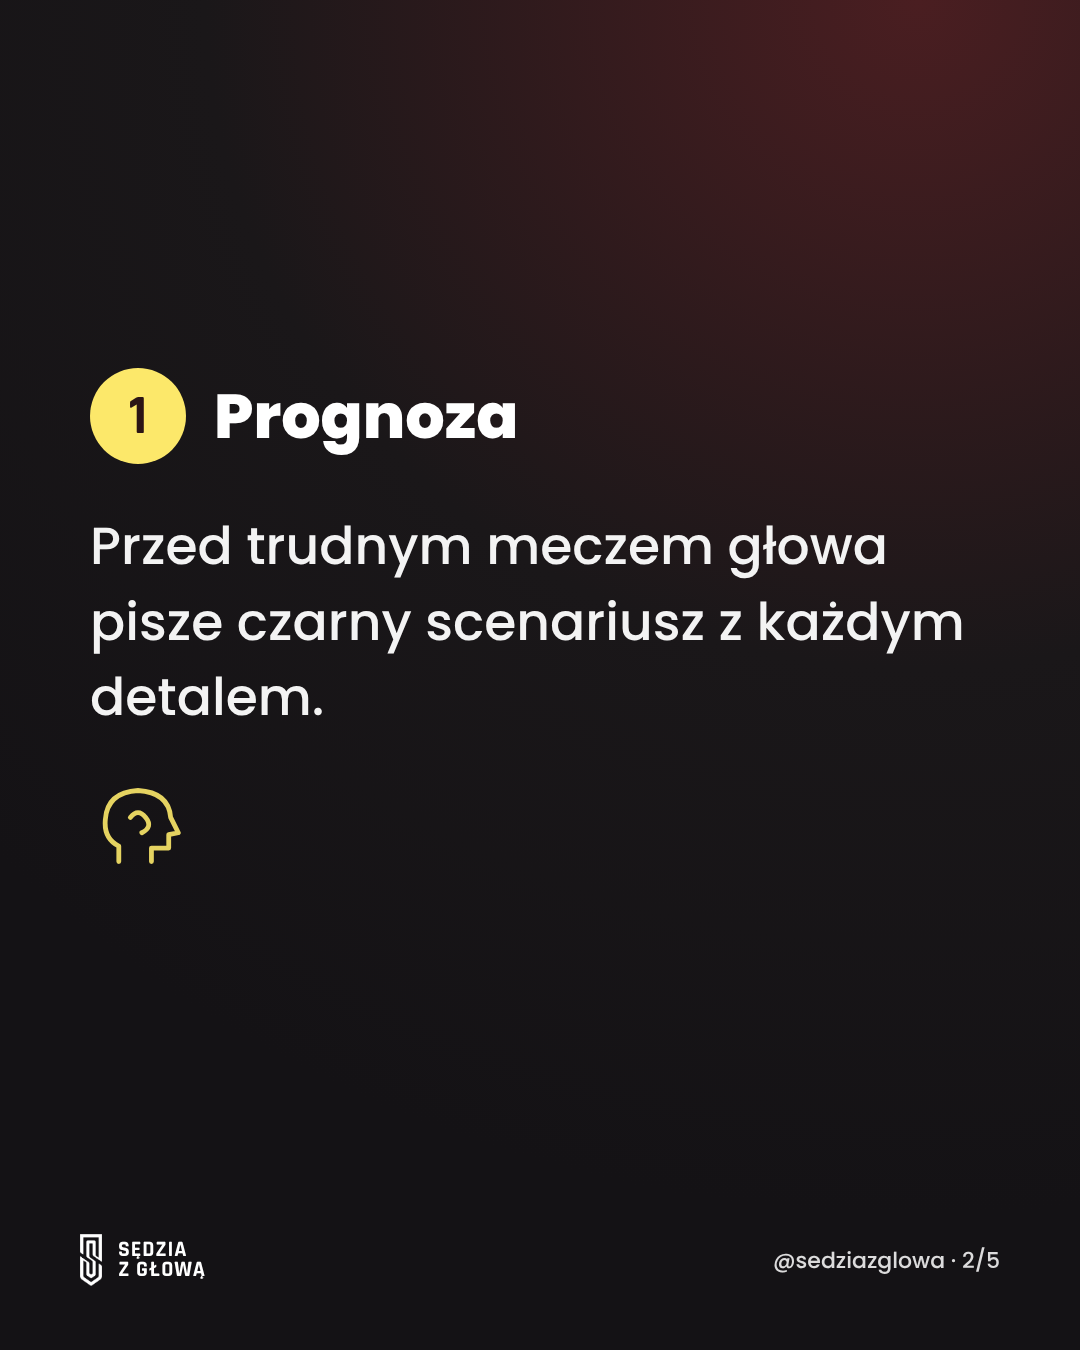 1 Prognoza
Przed trudnym meczem głowa
pisze czarny scenariusz z każdym
detalem.
SĘDZIA
Z GŁOWĄ
@sedziazglowa · 2/5